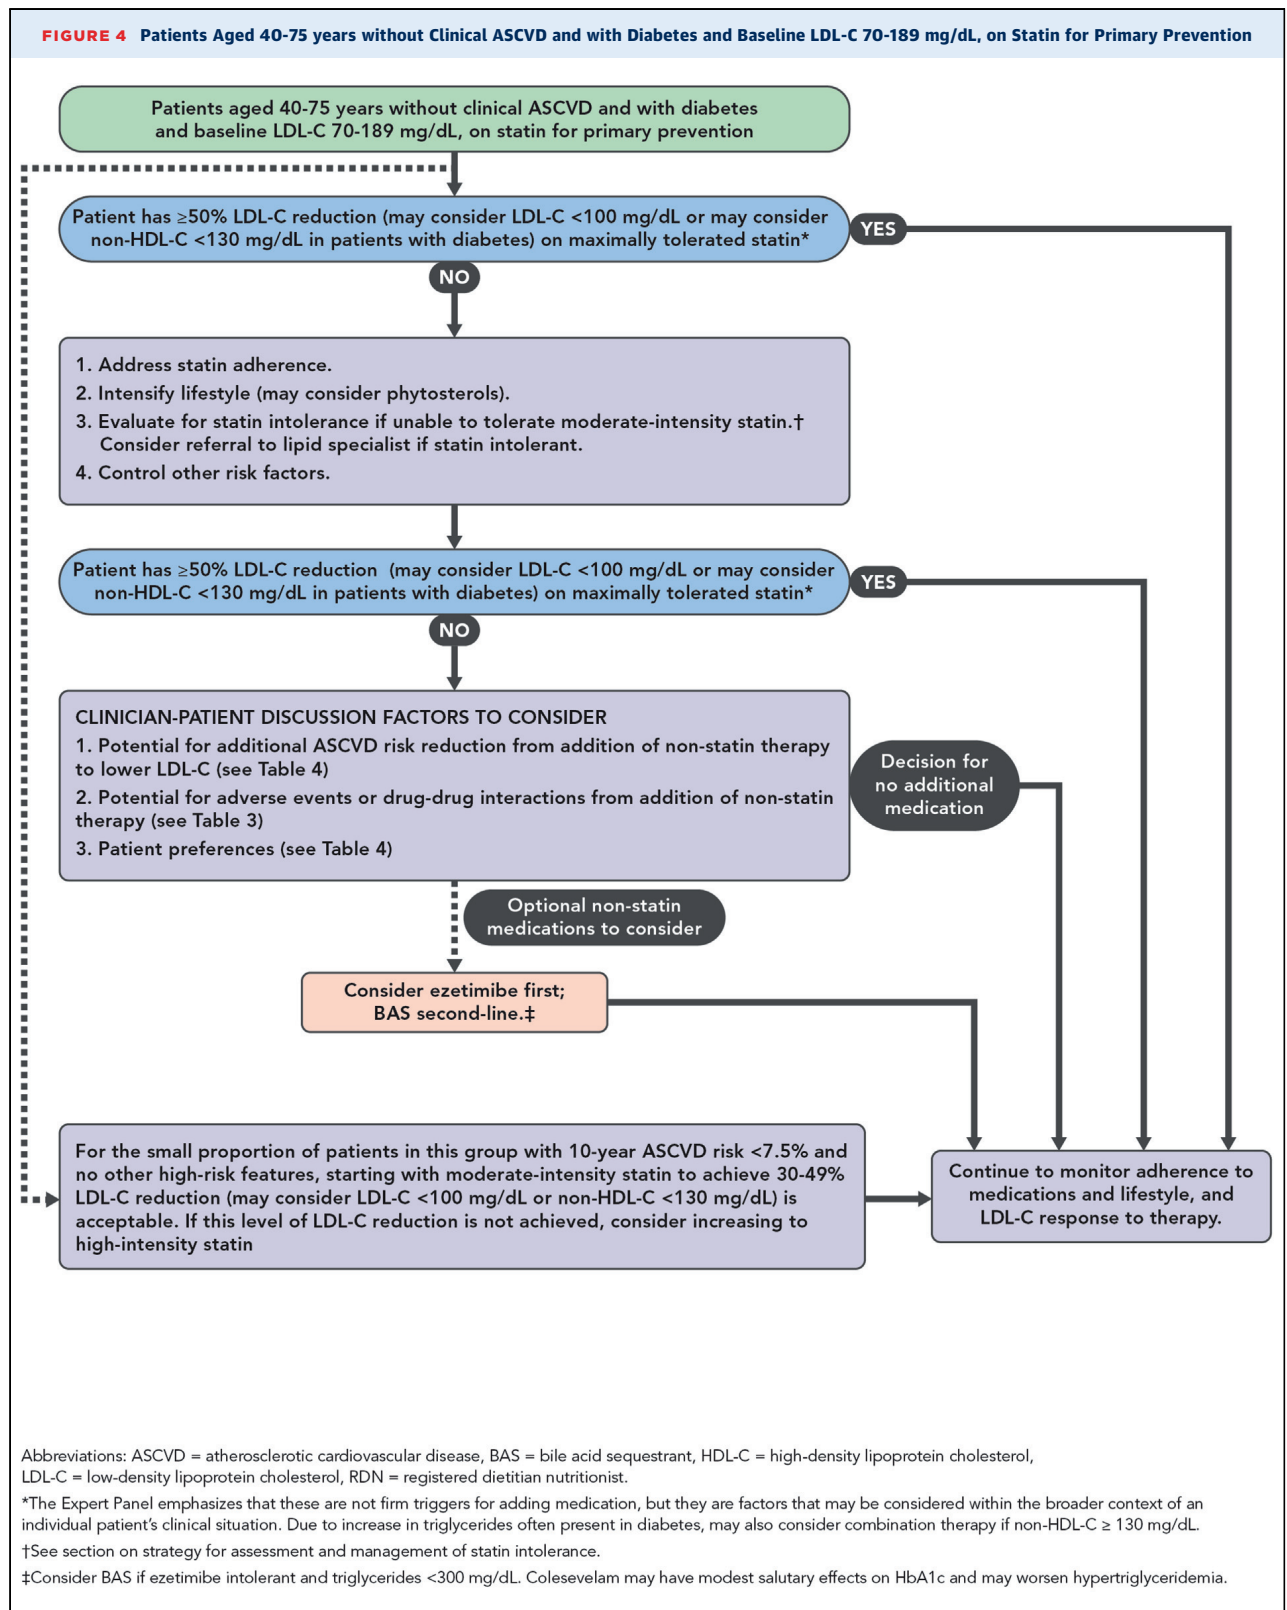 FIGURE 4 Patients Aged 40-75 years without Clinical ASCVD and with Diabetes and Baseline LDL-C 70-189 mg/dL, on Statin for Primary Prevention
Patients aged 40-75 years without clinical ASCVD and with diabetes
and baseline LDL-C 70-189 mg/dL, on statin for primary prevention
Patient has ≥50% LDL-C reduction (may consider LDL-C <100 mg/dL or may consider
non-HDL-C <130 mg/dL in patients with diabetes) on maximally tolerated statin*
YES
NO
1. Address statin adherence.
2. Intensify lifestyle (may consider phytosterols).
3. Evaluate for statin intolerance if unable to tolerate moderate-intensity statin.†
Consider referral to lipid specialist if statin intolerant.
4. Control other risk factors.
Patient has ≥50% LDL-C reduction (may consider LDL-C <100 mg/dL or may consider
non-HDL-C <130 mg/dL in patients with diabetes) on maximally tolerated statin*
YES
NO
CLINICIAN-PATIENT DISCUSSION FACTORS TO CONSIDER
1. Potential for additional ASCVD risk reduction from addition of non-statin therapy
to lower LDL-C (see Table 4)
2. Potential for adverse events or drug-drug interactions from addition of non-statin
therapy (see Table 3)
3. Patient preferences (see Table 4)
Decision for
no additional
medication
Optional non-statin
medications to consider
Consider ezetimibe first;
BAS second-line.‡
For the small proportion of patients in this group with 10-year ASCVD risk <7.5% and
no other high-risk features, starting with moderate-intensity statin to achieve 30-49%
LDL-C reduction (may consider LDL-C <100 mg/dL or non-HDL-C <130 mg/dL) is
acceptable. If this level of LDL-C reduction is not achieved, consider increasing to
high-intensity statin
Continue to monitor adherence to
medications and lifestyle, and
LDL-C response to therapy.
Abbreviations: ASCVD = atherosclerotic cardiovascular disease, BAS = bile acid sequestrant, HDL-C = high-density lipoprotein cholesterol,
LDL-C = low-density lipoprotein cholesterol, RDN = registered dietitian nutritionist.
*The Expert Panel emphasizes that these are not firm triggers for adding medication, but they are factors that may be considered within the broader context of an
individual patient's clinical situation. Due to increase in triglycerides often present in diabetes, may also consider combination therapy if non-HDL-C ≥ 130 mg/dL.
†See section on strategy for assessment and management of statin intolerance.
‡Consider BAS if ezetimibe intolerant and triglycerides <300 mg/dL. Colesevelam may have modest salutary effects on HbA1c and may worsen hypertriglyceridemia.